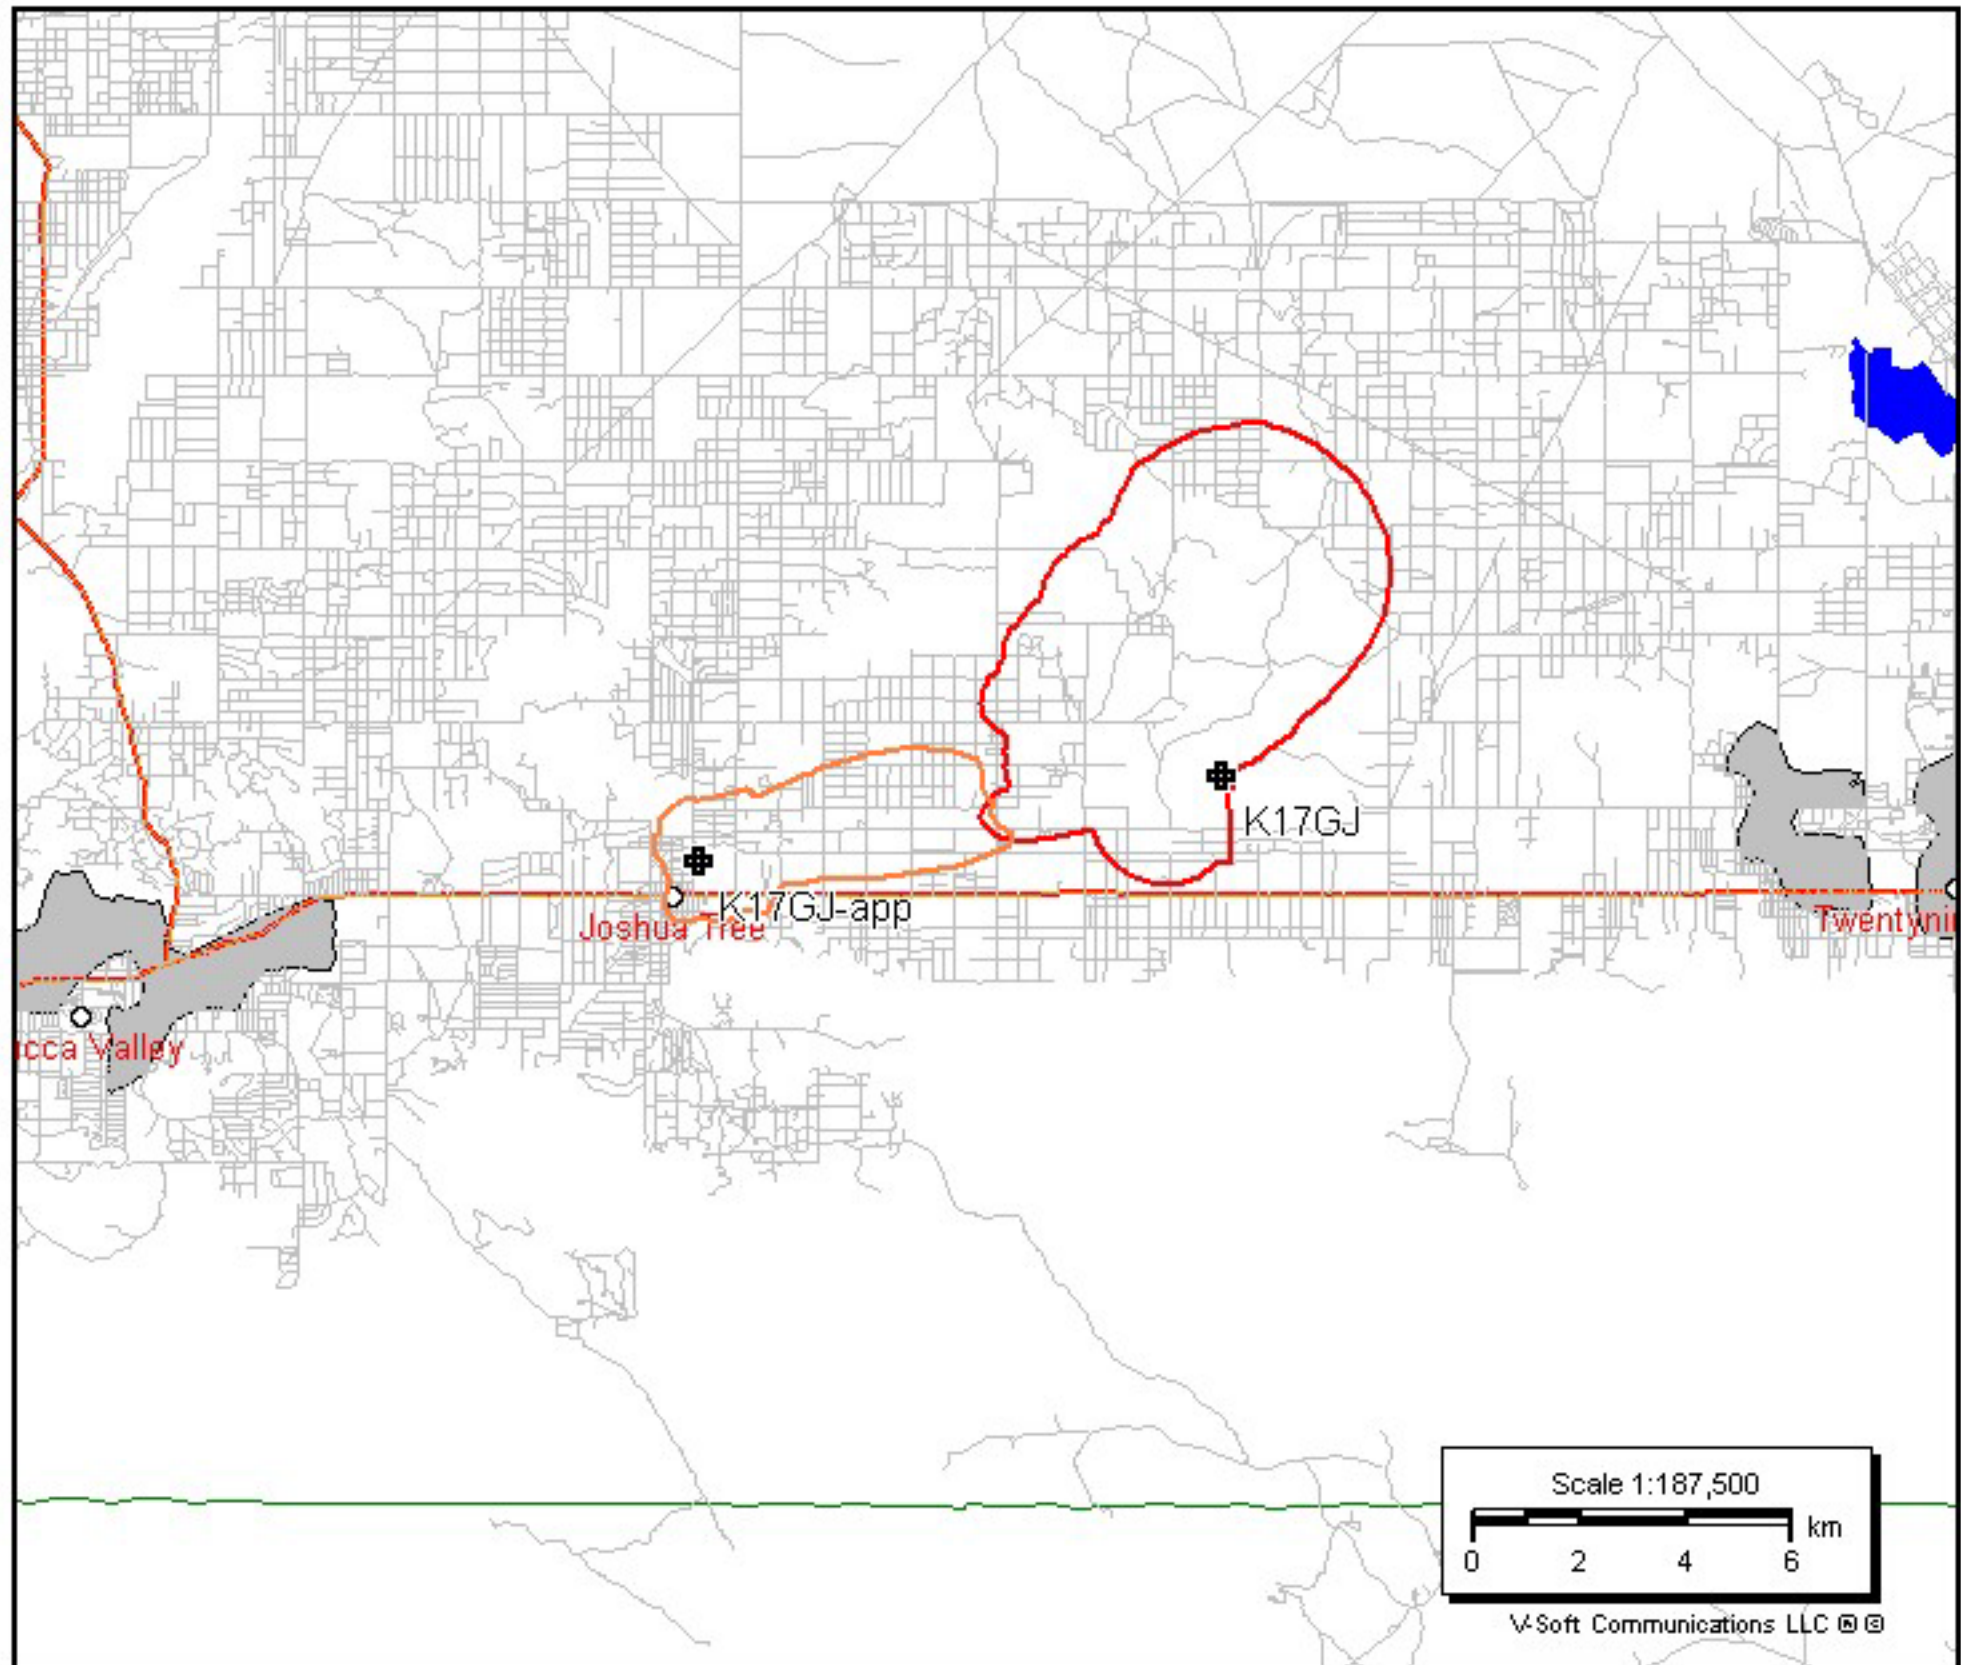 K17GJ
K17GJ-app
Joshua Tree
Twentyni
icca Valley
Scale 1:187,500
km
0 2 4 6
V-Soft Communications LLC ® ©